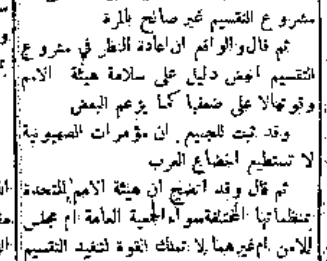 مشروع التقسيم غير صالح بالمرة
ثم قال والواقع ان اعادة النظر في مشروع
التقسيم انهض دليل على سلامة هيئة الامم
وقوتها لا على ضعفها كما يزعم البعض
وقد ثبت للجميع ان مؤمرات الصهيونية
لا تستطيع اخضاع العرب
ثم قال وقد اتضح ان هيئة الامم المتحدة
بمنظماتها المختلفة سواء الجمعية العامة ام مجلس
الامن ام غيرهما لا تملك القوة لتنفيذ التقسيم